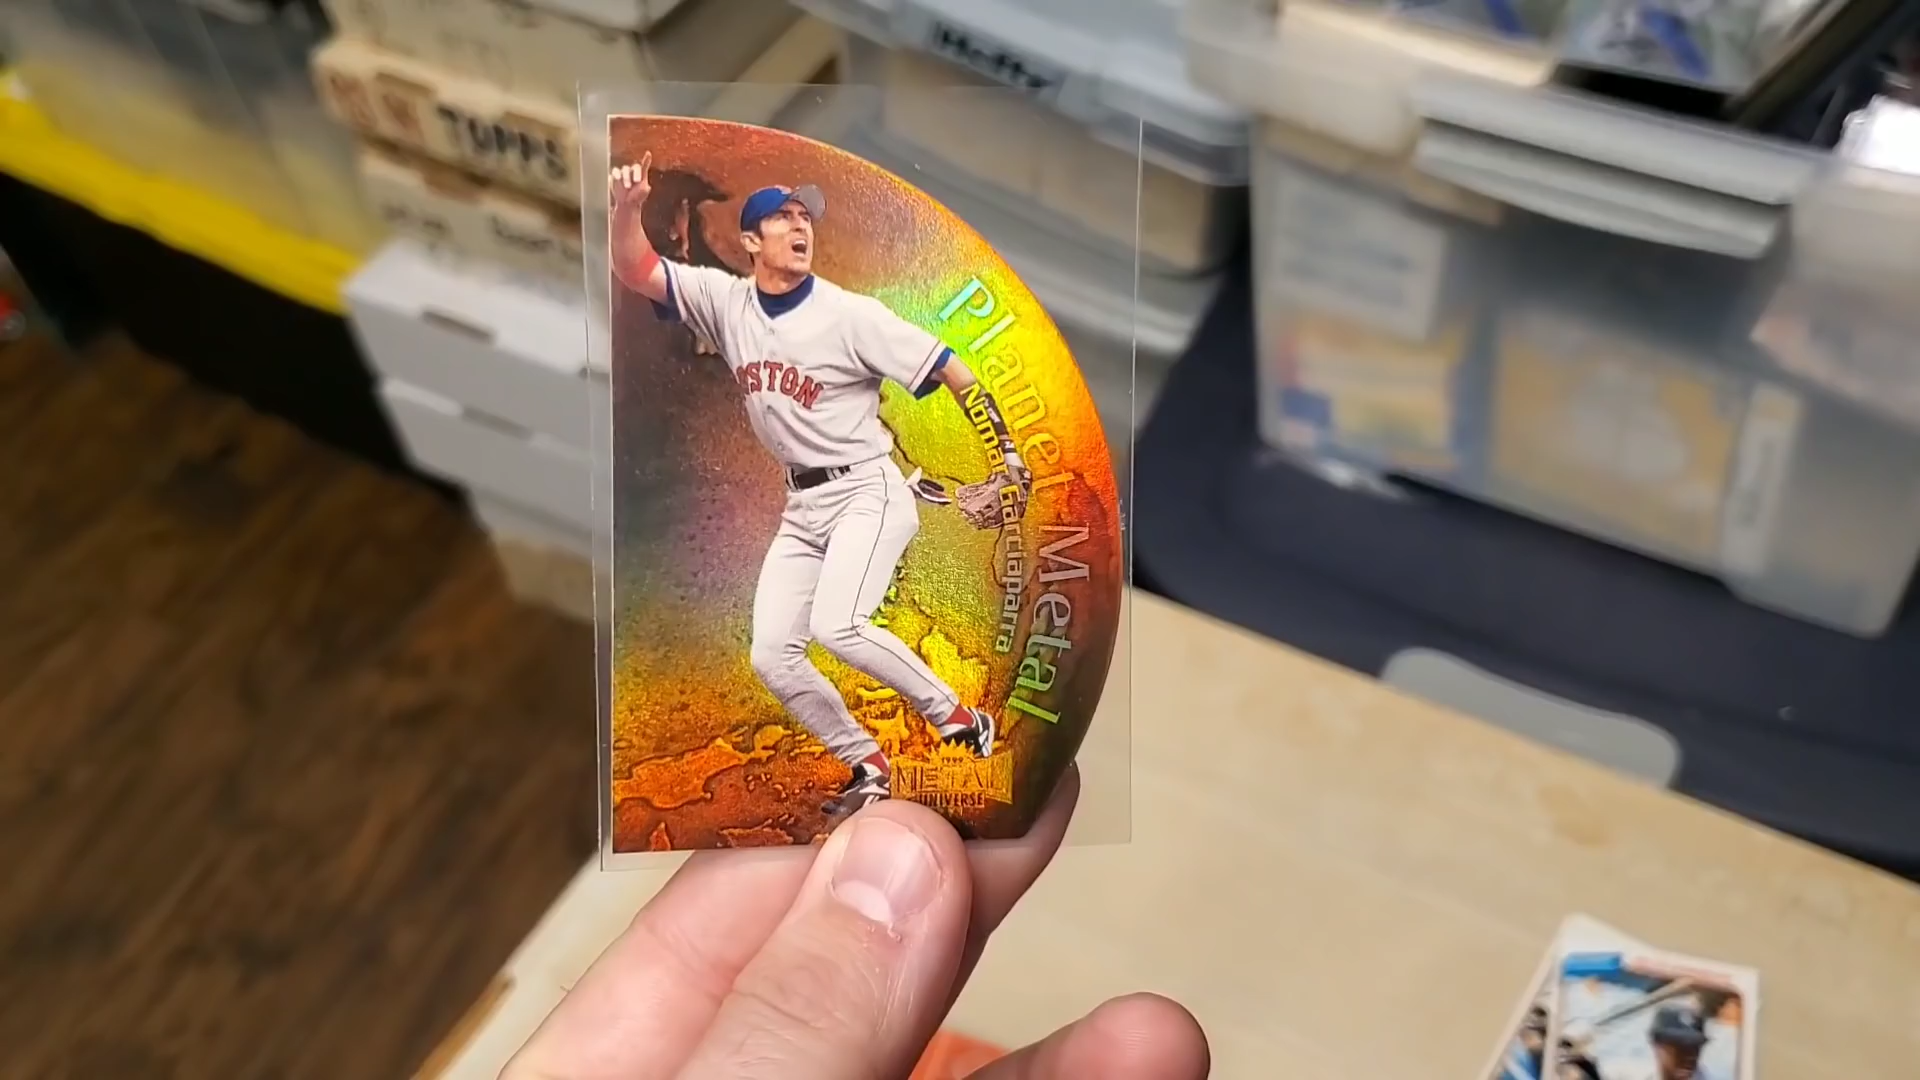 TOPPS
BOSTON
Planet Metal
Nomar Garciaparra
1999
METAL
UNIVERSE